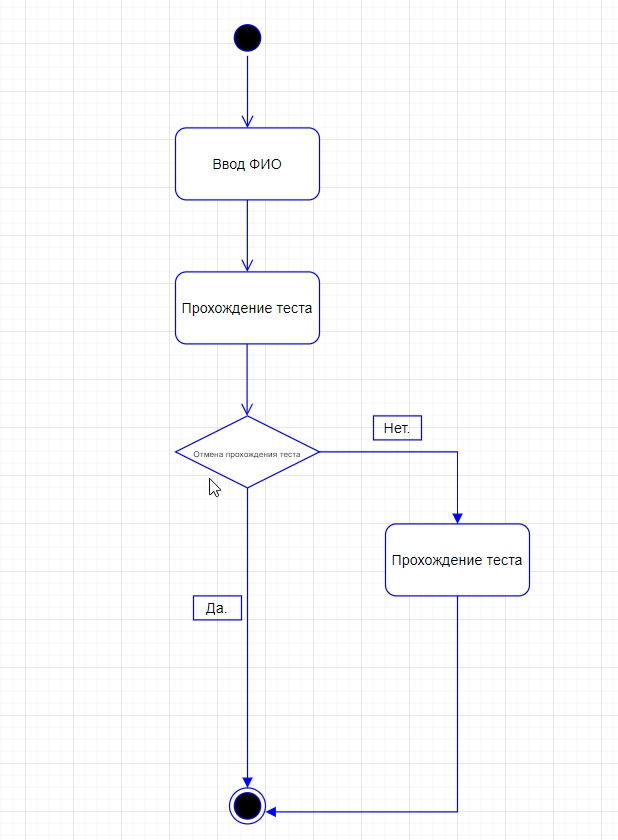 Ввод ФИО
Прохождение теста
Нет.
Отмена прохождения теста
Прохождение теста
Да.